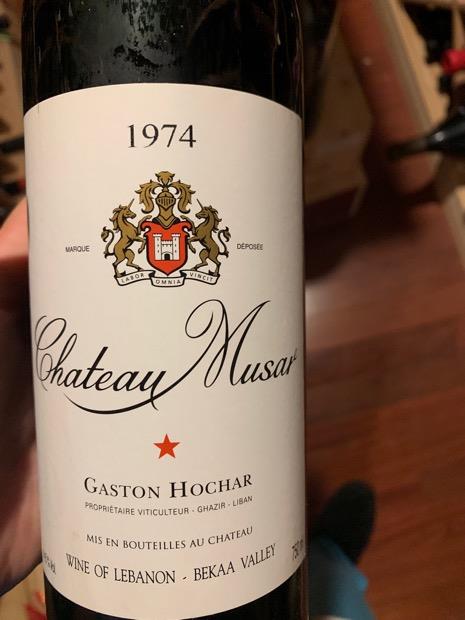 1974
MARQUE DÉPOSÉE
LABOR OMNIA VINCIT
Chateau Musar
GASTON HOCHAR
PROPRIÉTAIRE VITICULTEUR - GHAZIR - LIBAN
MIS EN BOUTEILLES AU CHATEAU
WINE OF LEBANON - BEKAA VALLEY